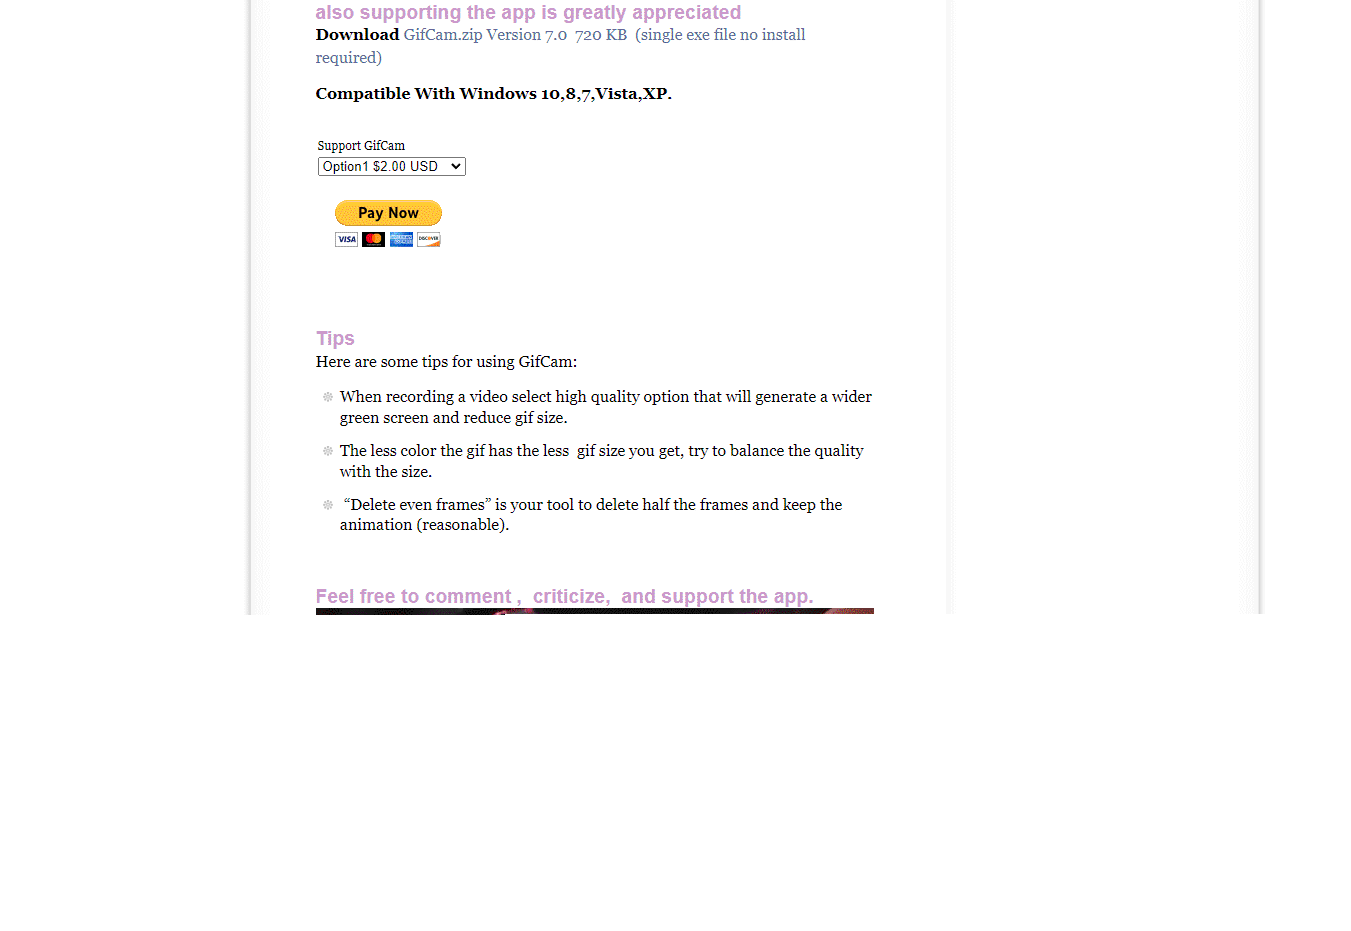 also supporting the app is greatly appreciated
Download GifCam.zip Version 7.0  720 KB  (single exe file no install
required)
Compatible With Windows 10,8,7,Vista,XP.
Support GifCam
Option1 $2.00 USD
Pay Now
VISA DISCOVER
Tips
Here are some tips for using GifCam:
When recording a video select high quality option that will generate a wider
green screen and reduce gif size.
The less color the gif has the less  gif size you get, try to balance the quality
with the size.
“Delete even frames” is your tool to delete half the frames and keep the
animation (reasonable).
Feel free to comment ,  criticize,  and support the app.